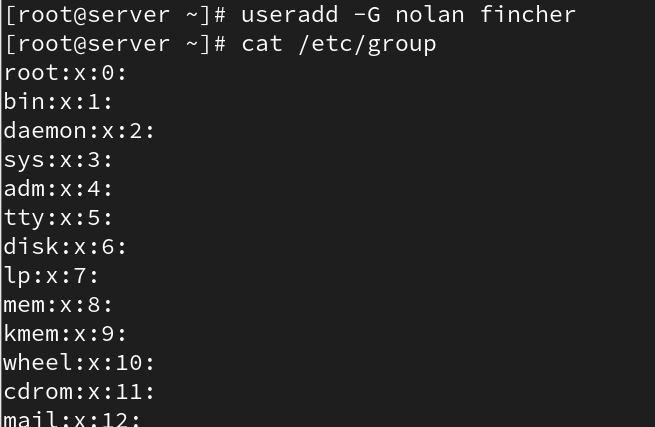 [root@server ~]# useradd -G nolan fincher
[root@server ~]# cat /etc/group
root:x:0:
bin:x:1:
daemon:x:2:
sys:x:3:
adm:x:4:
tty:x:5:
disk:x:6:
lp:x:7:
mem:x:8:
kmem:x:9:
wheel:x:10:
cdrom:x:11:
mail:x:12: